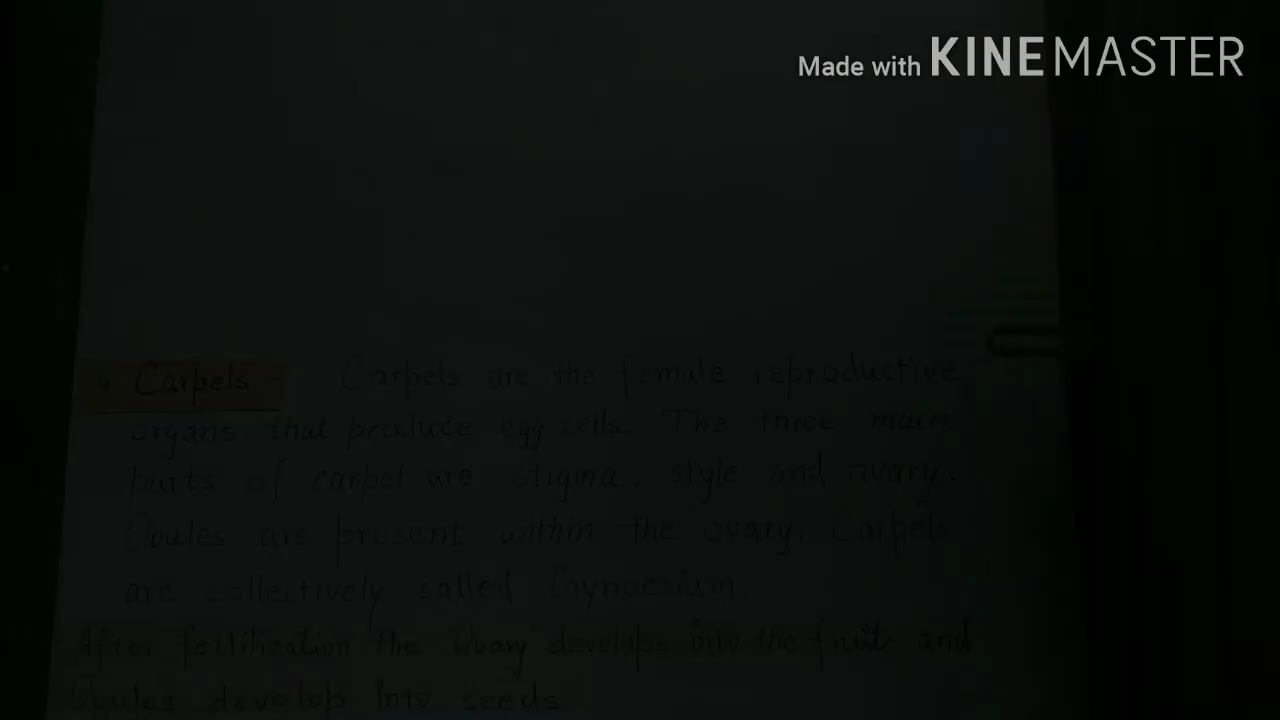 Made with KINEMASTER
4 Carpels - Carpels are the female reproductive
organs that produce egg cells. The three main
parts of carpel are stigma, style and ovary.
Ovules are present within the ovary. Carpels
are collectively called Gynoecium
After fertilization the Ovary develops into the fruit and
Ovules develop into seeds